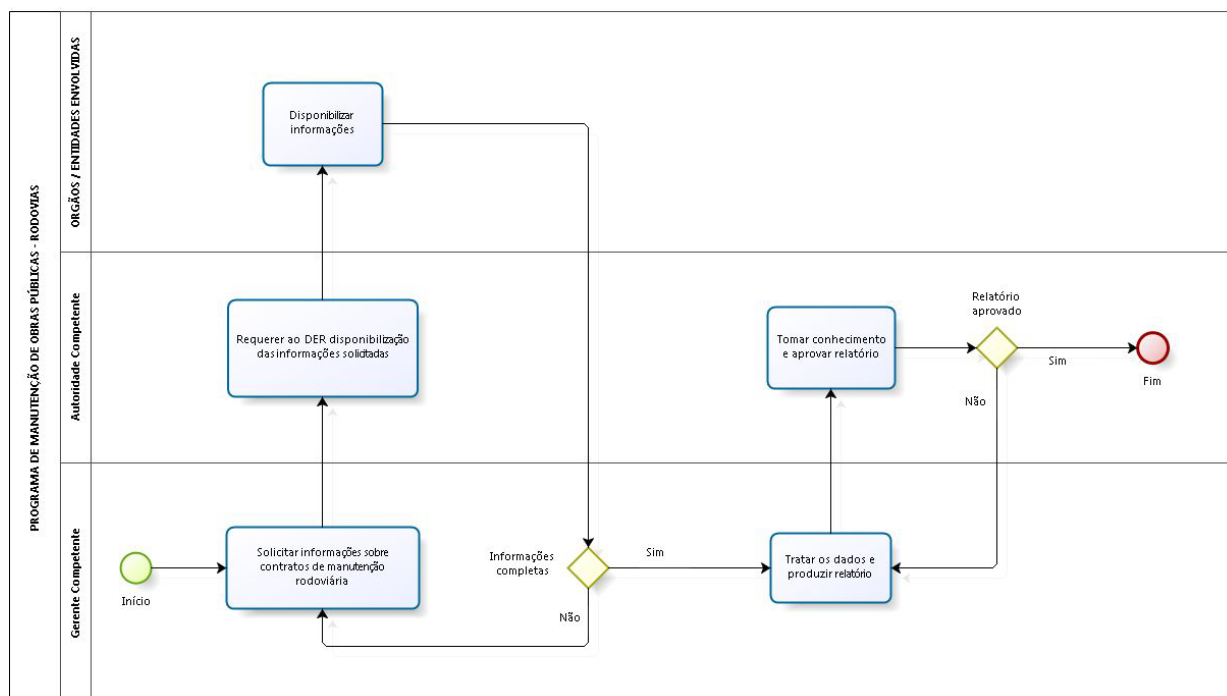 PROGRAMA DE MANUTENÇÃO DE OBRAS PÚBLICAS - RODOVIAS
ORGÃOS / ENTIDADES ENVOLVIDAS
Disponibilizar
informações
Autoridade Competente
Requerer ao DER disponibilização
das informações solicitadas
Tomar conhecimento
e aprovar relatório
Relatório
aprovado
Sim
Não
Fim
Gerente Competente
Início
Solicitar informações sobre
contratos de manutenção
rodoviária
Informações
completas
Sim
Não
Tratar os dados e
produzir relatório